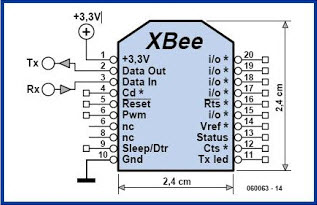 +3,3V
XBee
Tx
Rx
1 +3,3V i/o * 20
2 Data Out i/o * 19
3 Data In i/o * 18
4 Cd * i/o * 17
5 Reset Rts * 16
6 Pwm i/o * 15
6 nc Vref * 14
8 nc Status 13
9 Sleep/Dtr Cts * 12
10 Gnd Tx led 11
2,4 cm
2,4 cm
060063 - 14